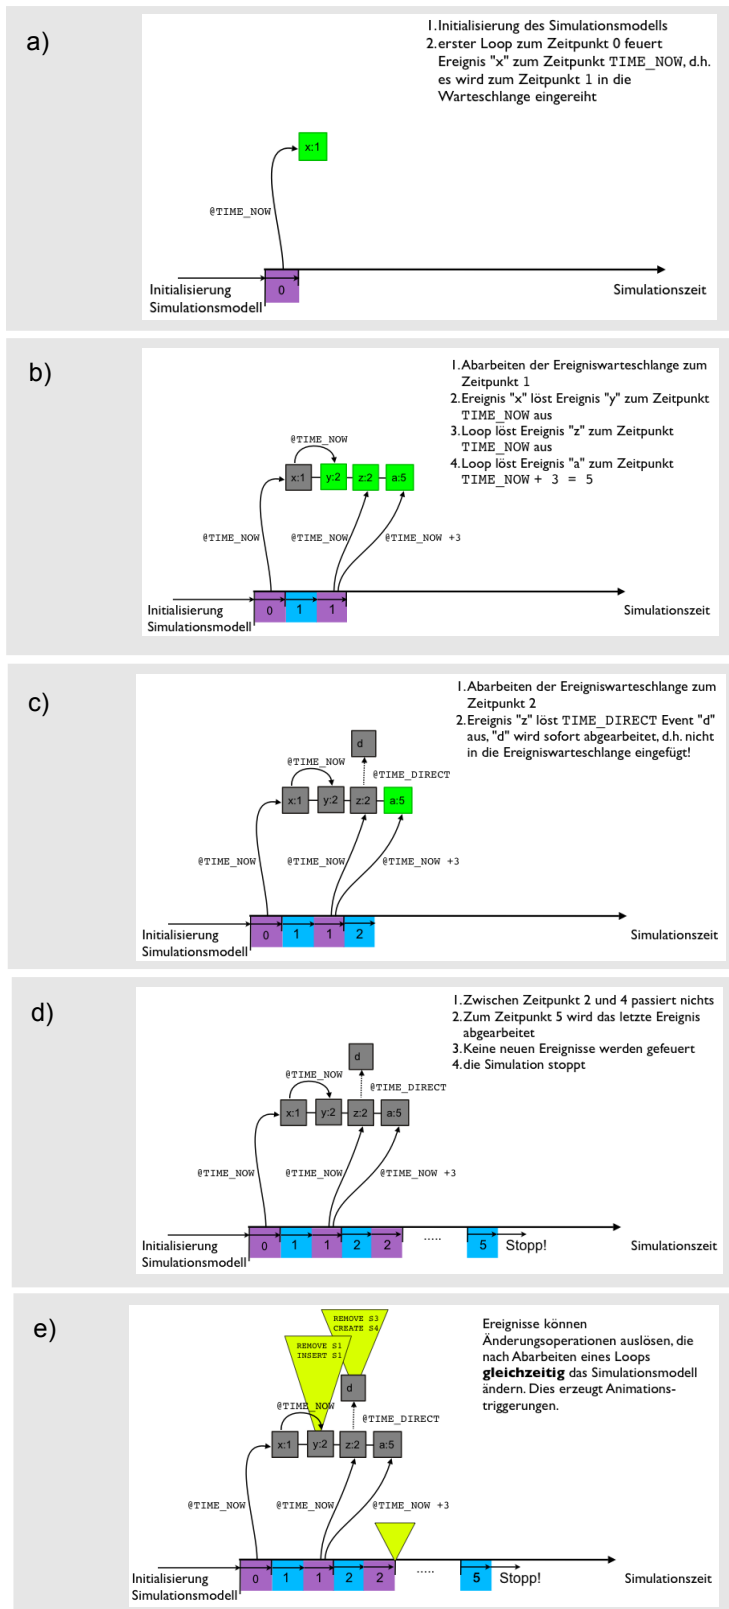 a)
1.Initialisierung des Simulationsmodells
2.erster Loop zum Zeitpunkt 0 feuert
Ereignis "x" zum Zeitpunkt TIME_NOW, d.h.
es wird zum Zeitpunkt 1 in die
Warteschlange eingereiht
x:1
@TIME_NOW
Initialisierung
Simulationsmodell
0
Simulationszeit
b)
1.Abarbeiten der Ereigniswarteschlange zum
Zeitpunkt 1
2.Ereignis "x" löst Ereignis "y" zum Zeitpunkt
TIME_NOW aus
3.Loop löst Ereignis "z" zum Zeitpunkt
TIME_NOW aus
4.Loop löst Ereignis "a" zum Zeitpunkt
TIME_NOW + 3 = 5
@TIME_NOW
x:1 y:2 z:2 a:5
@TIME_NOW @TIME_NOW @TIME_NOW +3
Initialisierung
Simulationsmodell
0 1 1
Simulationszeit
c)
1.Abarbeiten der Ereigniswarteschlange zum
Zeitpunkt 2
2.Ereignis "z" löst TIME_DIRECT Event "d"
aus, "d" wird sofort abgearbeitet, d.h. nicht
in die Ereigniswarteschlange eingefügt!
d
@TIME_NOW
@TIME_DIRECT
x:1 y:2 z:2 a:5
@TIME_NOW @TIME_NOW @TIME_NOW +3
Initialisierung
Simulationsmodell
0 1 1 2
Simulationszeit
d)
1.Zwischen Zeitpunkt 2 und 4 passiert nichts
2.Zum Zeitpunkt 5 wird das letzte Ereignis
abgearbeitet
3.Keine neuen Ereignisse werden gefeuert
4.die Simulation stoppt
d
@TIME_NOW
@TIME_DIRECT
x:1 y:2 z:2 a:5
@TIME_NOW @TIME_NOW @TIME_NOW +3
Initialisierung
Simulationsmodell
0 1 1 2 2 ..... 5 Stopp!
Simulationszeit
e)
REMOVE S3
CREATE S4
REMOVE S1
INSERT S1
Ereignisse können
Änderungsoperationen auslösen, die
nach Abarbeiten eines Loops
gleichzeitig das Simulationsmodell
ändern. Dies erzeugt Animations-
triggerungen.
d
@TIME_NOW
@TIME_DIRECT
x:1 y:2 z:2 a:5
@TIME_NOW @TIME_NOW @TIME_NOW +3
Initialisierung
Simulationsmodell
0 1 1 2 2 ..... 5 Stopp!
Simulationszeit